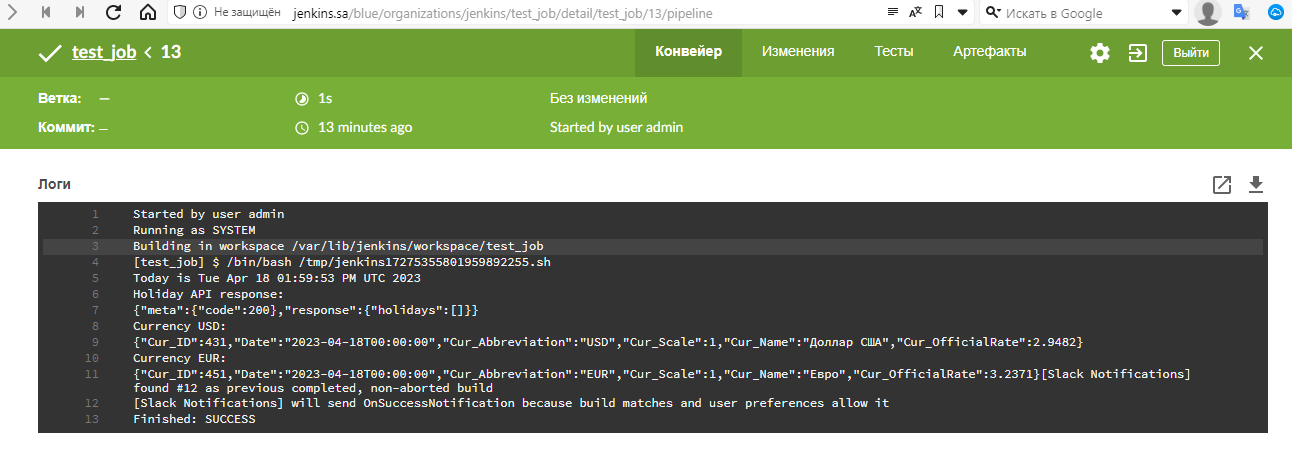 Не защищён jenkins.sa/blue/organizations/jenkins/test_job/detail/test_job/13/pipeline Искать в Google
test_job < 13 Конвейер Изменения Тесты Артефакты Выйти
Ветка: — 1s Без изменений
Коммит: — 13 minutes ago Started by user admin
Логи
1 Started by user admin
2 Running as SYSTEM
3 Building in workspace /var/lib/jenkins/workspace/test_job
4 [test_job] $ /bin/bash /tmp/jenkins17275355801959892255.sh
5 Today is Tue Apr 18 01:59:53 PM UTC 2023
6 Holiday API response:
7 {"meta":{"code":200},"response":{"holidays":[]}}
8 Currency USD:
9 {"Cur_ID":431,"Date":"2023-04-18T00:00:00","Cur_Abbreviation":"USD","Cur_Scale":1,"Cur_Name":"Доллар США","Cur_OfficialRate":2.9482}
10 Currency EUR:
11 {"Cur_ID":451,"Date":"2023-04-18T00:00:00","Cur_Abbreviation":"EUR","Cur_Scale":1,"Cur_Name":"Евро","Cur_OfficialRate":3.2371}[Slack Notifications]
found #12 as previous completed, non-aborted build
12 [Slack Notifications] will send OnSuccessNotification because build matches and user preferences allow it
13 Finished: SUCCESS